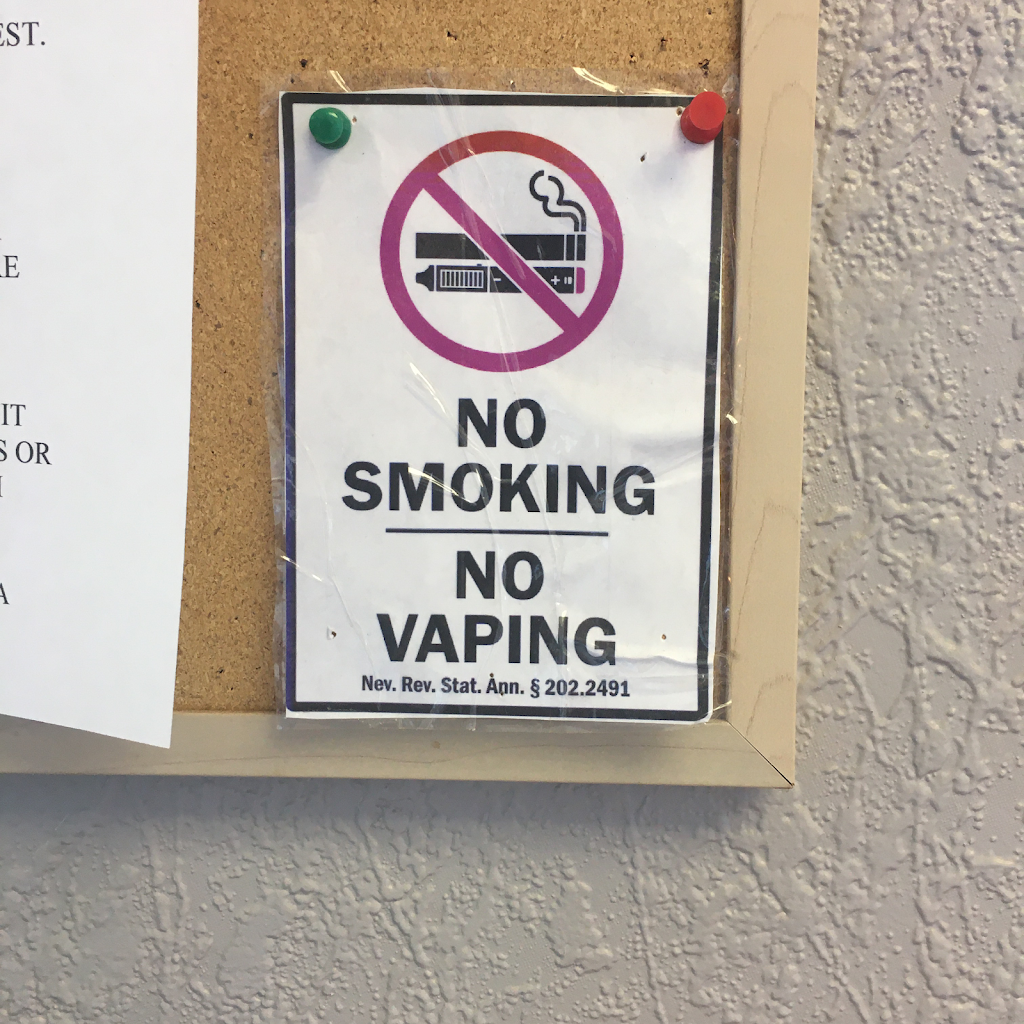 EST.
IT
OR
NO
SMOKING
NO
VAPING
Nev. Rev. Stat. Ann. § 202.2491